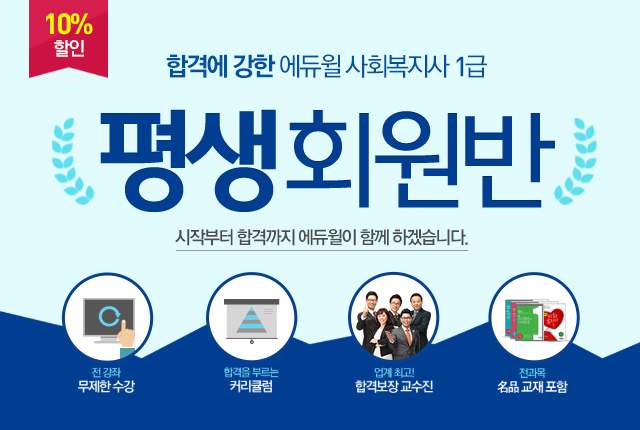 10%
할인
합격에 강한 에듀윌 사회복지사 1급
평생회원반
시작부터 합격까지 에듀윌이 함께 하겠습니다.
전 강좌
무제한 수강
합격을 부르는
커리큘럼
업계 최고!
합격보장 교수진
전과목
名品 교재 포함